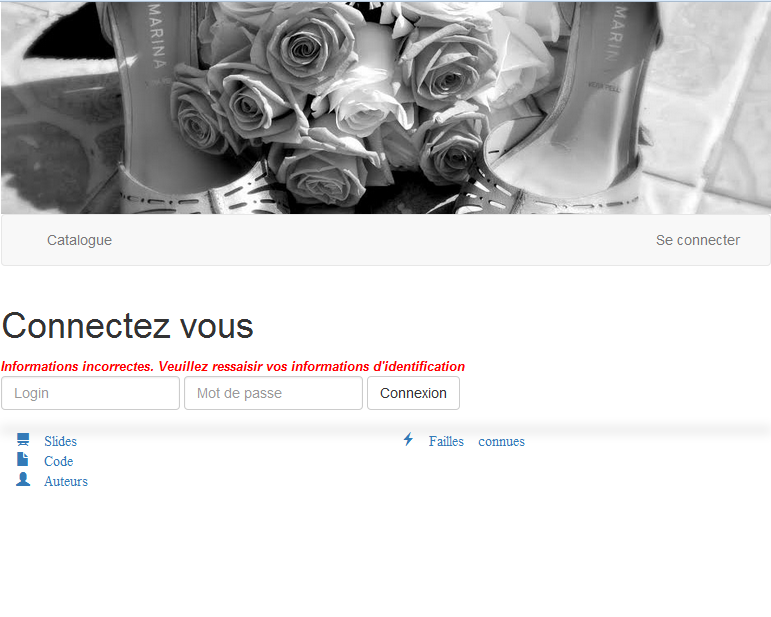 MARINA
MARIN
Catalogue
Se connecter
Connectez vous
Informations incorrectes. Veuillez ressaisir vos informations d'identification
Login
Mot de passe
Connexion
Slides
Failles connues
Code
Auteurs